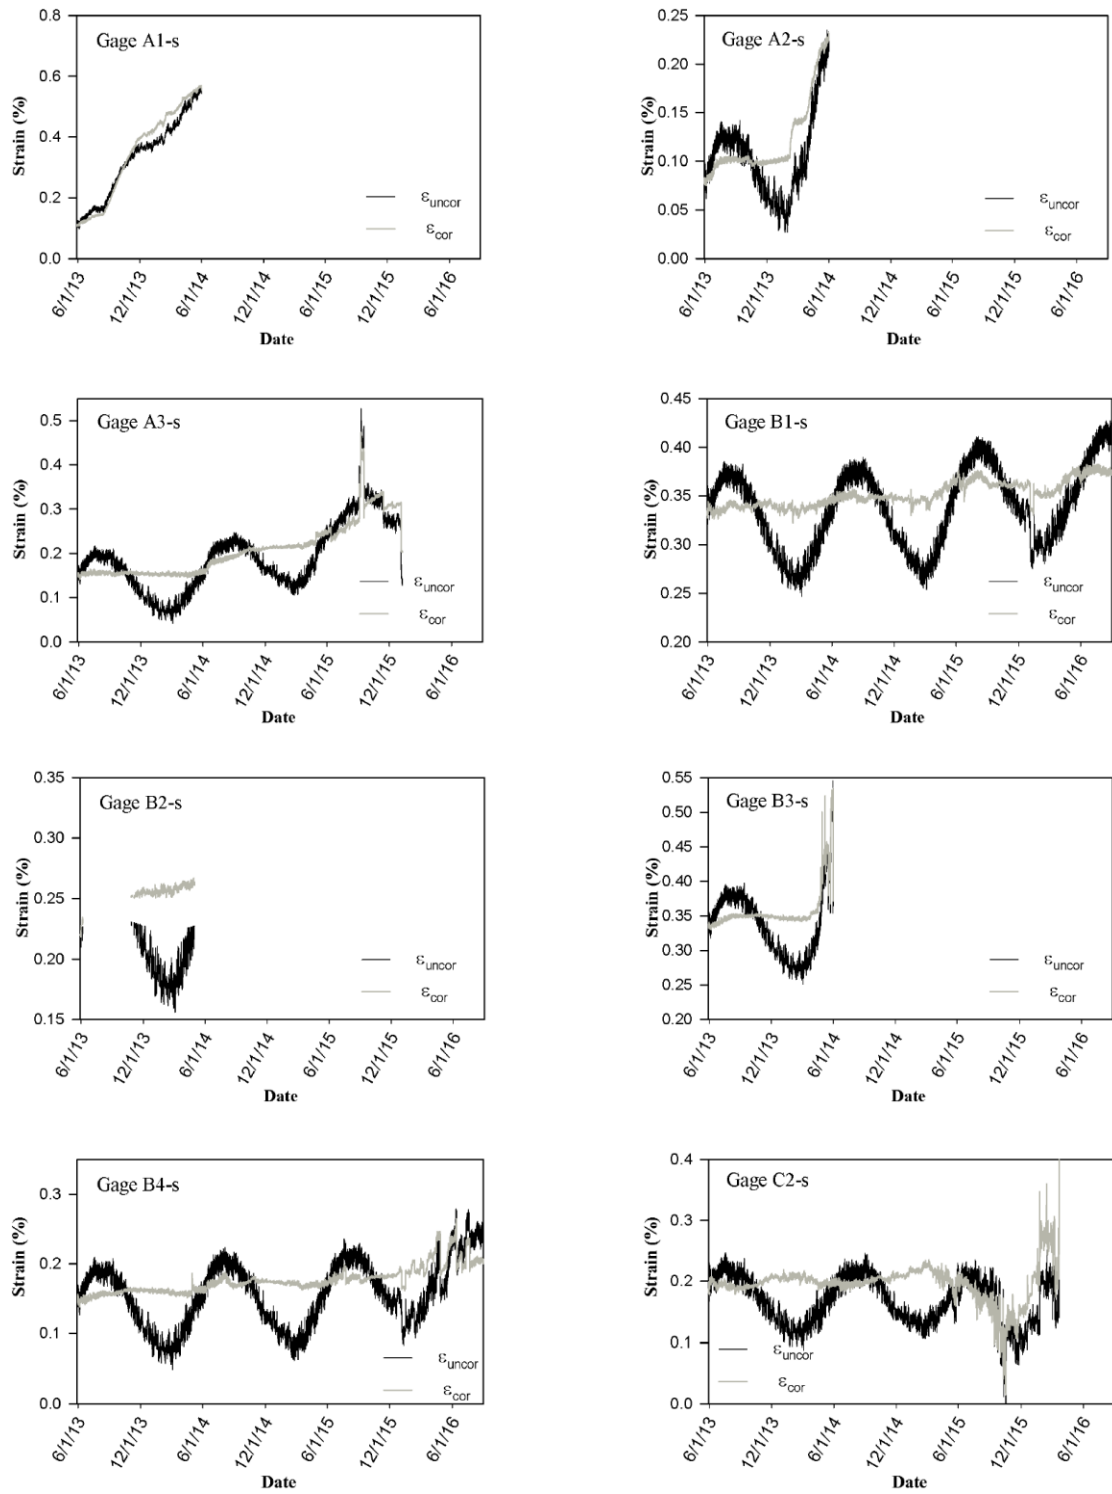 Gage A1-s
Strain (%)
0.8
0.6
0.4
0.2
0.0
εuncor
εcor
6/1/13
12/1/13
6/1/14
12/1/14
6/1/15
12/1/15
6/1/16
Date
Gage A2-s
Strain (%)
0.25
0.20
0.15
0.10
0.05
0.00
εuncor
εcor
6/1/13
12/1/13
6/1/14
12/1/14
6/1/15
12/1/15
6/1/16
Date
Gage A3-s
Strain (%)
0.5
0.4
0.3
0.2
0.1
0.0
εuncor
εcor
6/1/13
12/1/13
6/1/14
12/1/14
6/1/15
12/1/15
6/1/16
Date
Gage B1-s
Strain (%)
0.45
0.40
0.35
0.30
0.25
0.20
εuncor
εcor
6/1/13
12/1/13
6/1/14
12/1/14
6/1/15
12/1/15
6/1/16
Date
Gage B2-s
Strain (%)
0.35
0.30
0.25
0.20
0.15
εuncor
εcor
6/1/13
12/1/13
6/1/14
12/1/14
6/1/15
12/1/15
6/1/16
Date
Gage B3-s
Strain (%)
0.55
0.50
0.45
0.40
0.35
0.30
0.25
0.20
εuncor
εcor
6/1/13
12/1/13
6/1/14
12/1/14
6/1/15
12/1/15
6/1/16
Date
Gage B4-s
Strain (%)
0.3
0.2
0.1
0.0
εuncor
εcor
6/1/13
12/1/13
6/1/14
12/1/14
6/1/15
12/1/15
6/1/16
Date
Gage C2-s
Strain (%)
0.4
0.3
0.2
0.1
0.0
εuncor
εcor
6/1/13
12/1/13
6/1/14
12/1/14
6/1/15
12/1/15
6/1/16
Date